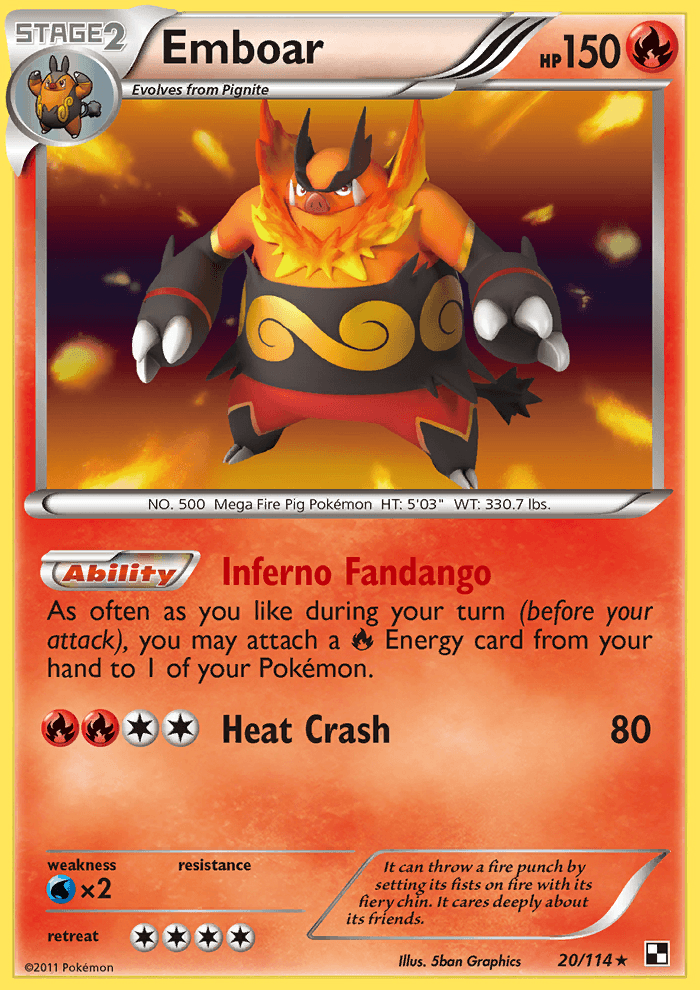 STAGE2
Emboar
HP150
Evolves from Pignite
NO. 500 Mega Fire Pig Pokémon HT: 5'03" WT: 330.7 lbs.
Ability Inferno Fandango
As often as you like during your turn (before your
attack), you may attach a Energy card from your
hand to 1 of your Pokémon.
Heat Crash 80
weakness resistance
×2
retreat
It can throw a fire punch by
setting its fists on fire with its
fiery chin. It cares deeply about
its friends.
©2011 Pokémon
Illus. 5ban Graphics 20/114 ★